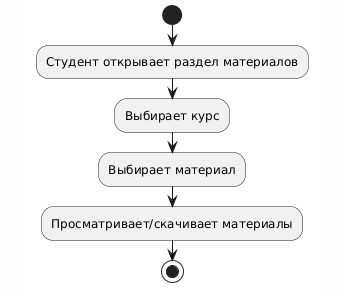 Студент открывает раздел материалов
Выбирает курс
Выбирает материал
Просматривает/скачивает материалы